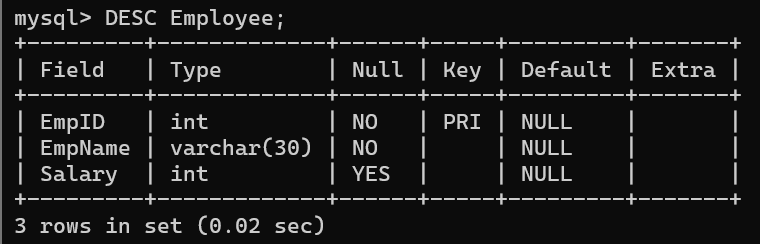 mysql> DESC Employee;
+---------+-------------+------+-----+---------+-------+
| Field   | Type        | Null | Key | Default | Extra |
+---------+-------------+------+-----+---------+-------+
| EmpID   | int         | NO   | PRI | NULL    |       |
| EmpName | varchar(30) | NO   |     | NULL    |       |
| Salary  | int         | YES  |     | NULL    |       |
+---------+-------------+------+-----+---------+-------+
3 rows in set (0.02 sec)